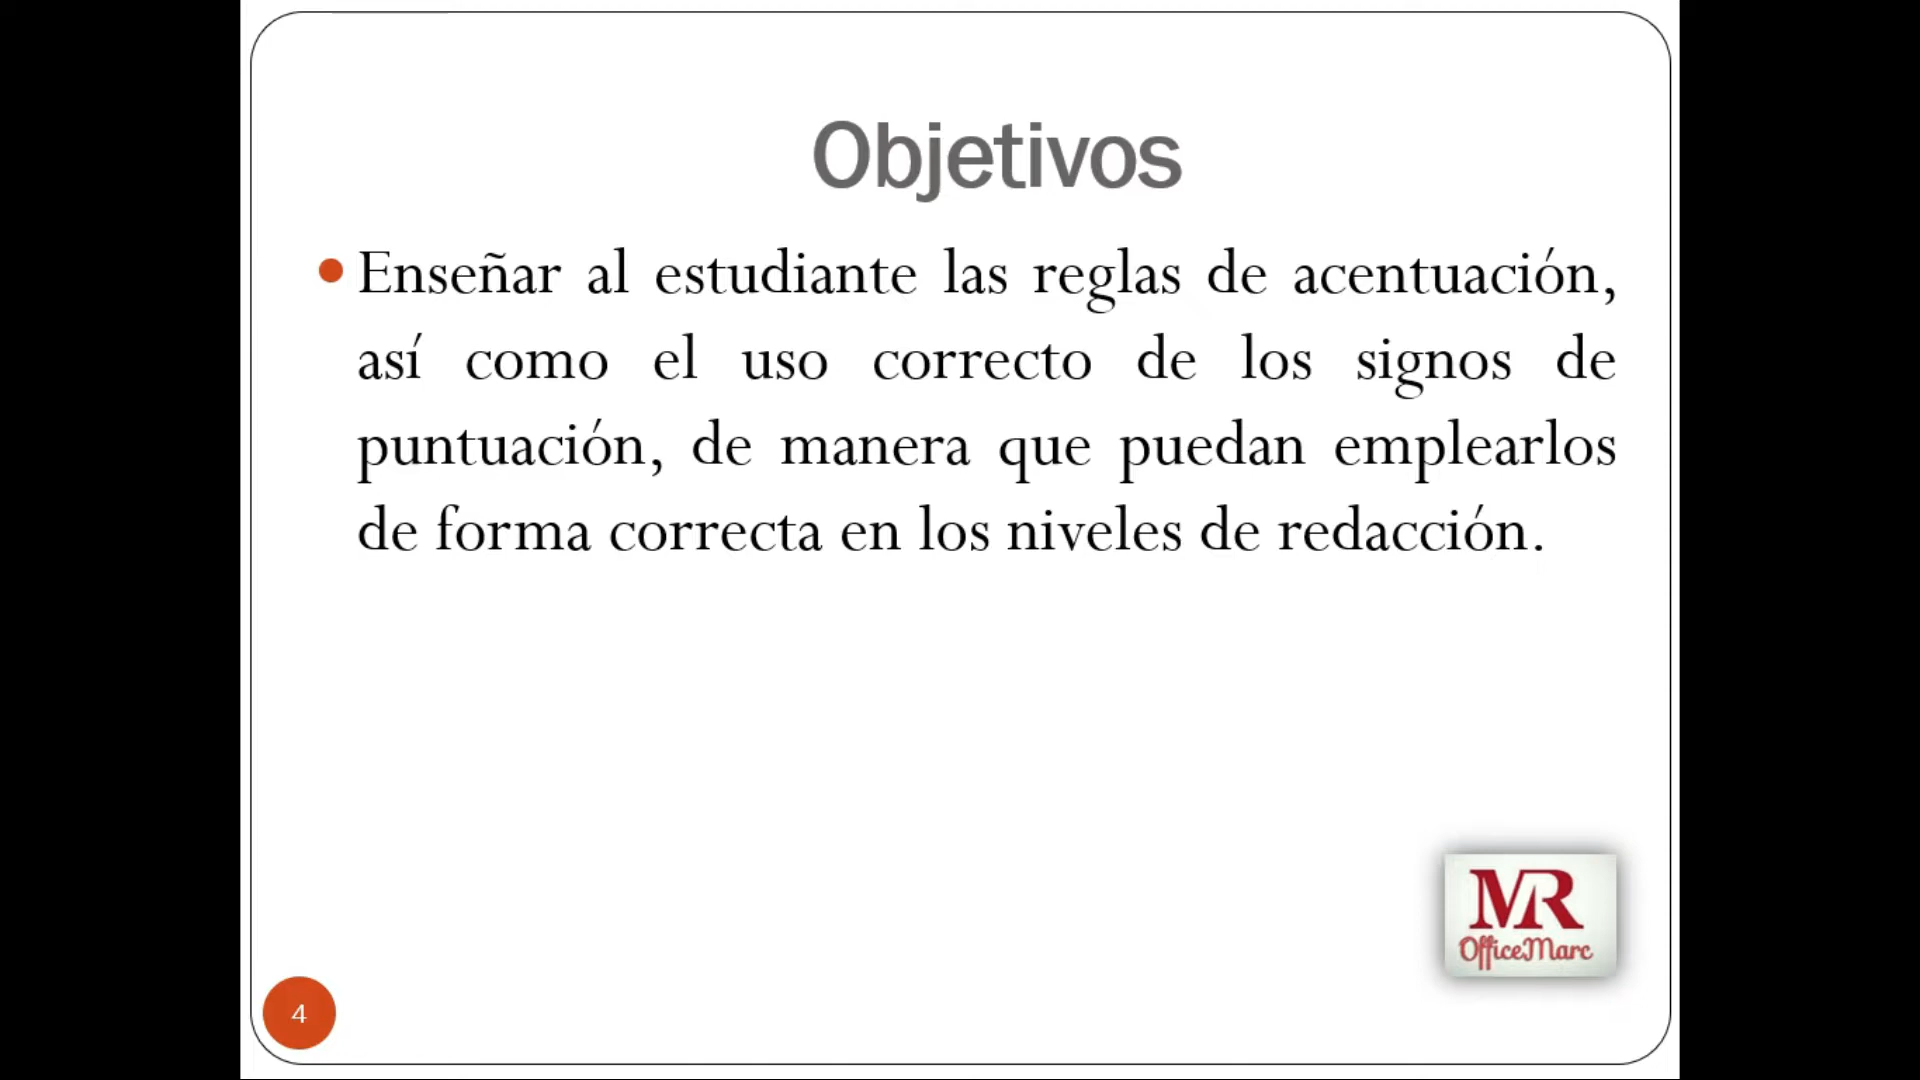 Objetivos
Enseñar al estudiante las reglas de acentuación,
así como el uso correcto de los signos de
puntuación, de manera que puedan emplearlos
de forma correcta en los niveles de redacción.
MR
OfficeMarc
4